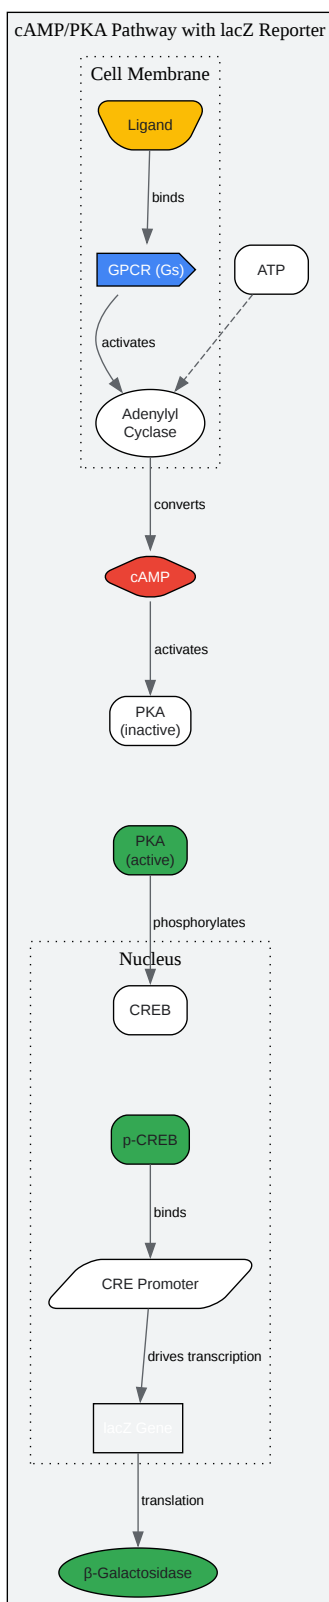 cAMP/PKA Pathway with lacZ Reporter
Cell Membrane
Ligand
binds
GPCR (Gs)
ATP
activates
Adenylyl
Cyclase
converts
cAMP
activates
PKA
(inactive)
PKA
(active)
phosphorylates
Nucleus
CREB
p-CREB
binds
CRE Promoter
drives transcription
lacZ Gene
translation
β-Galactosidase